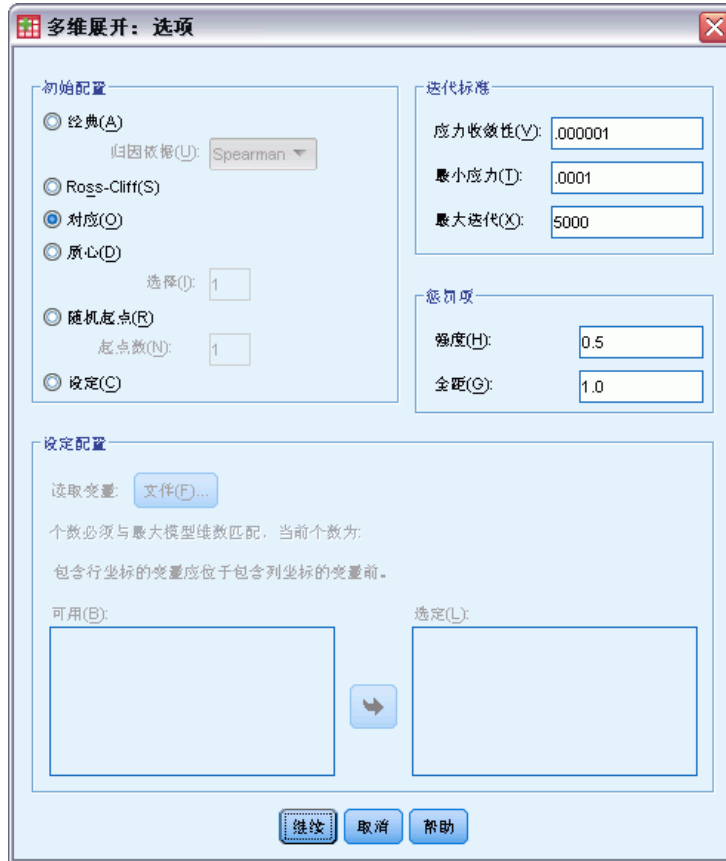 多维展开：选项
初始配置
经典(A)
归因依据(U): Spearman
Ross-Cliff(S)
对应(O)
质心(D)
选择(I): 1
随机起点(R)
起点数(N): 1
设定(C)
迭代标准
应力收敛性(V): .000001
最小应力(T): .0001
最大迭代(X): 5000
惩罚项
强度(H): 0.5
全距(G): 1.0
设定配置
读取变量: 文件(F)...
个数必须与最大模型维数匹配，当前个数为:
包含行坐标的变量应位于包含列坐标的变量前。
可用(B):
选定(L):
继续 取消 帮助